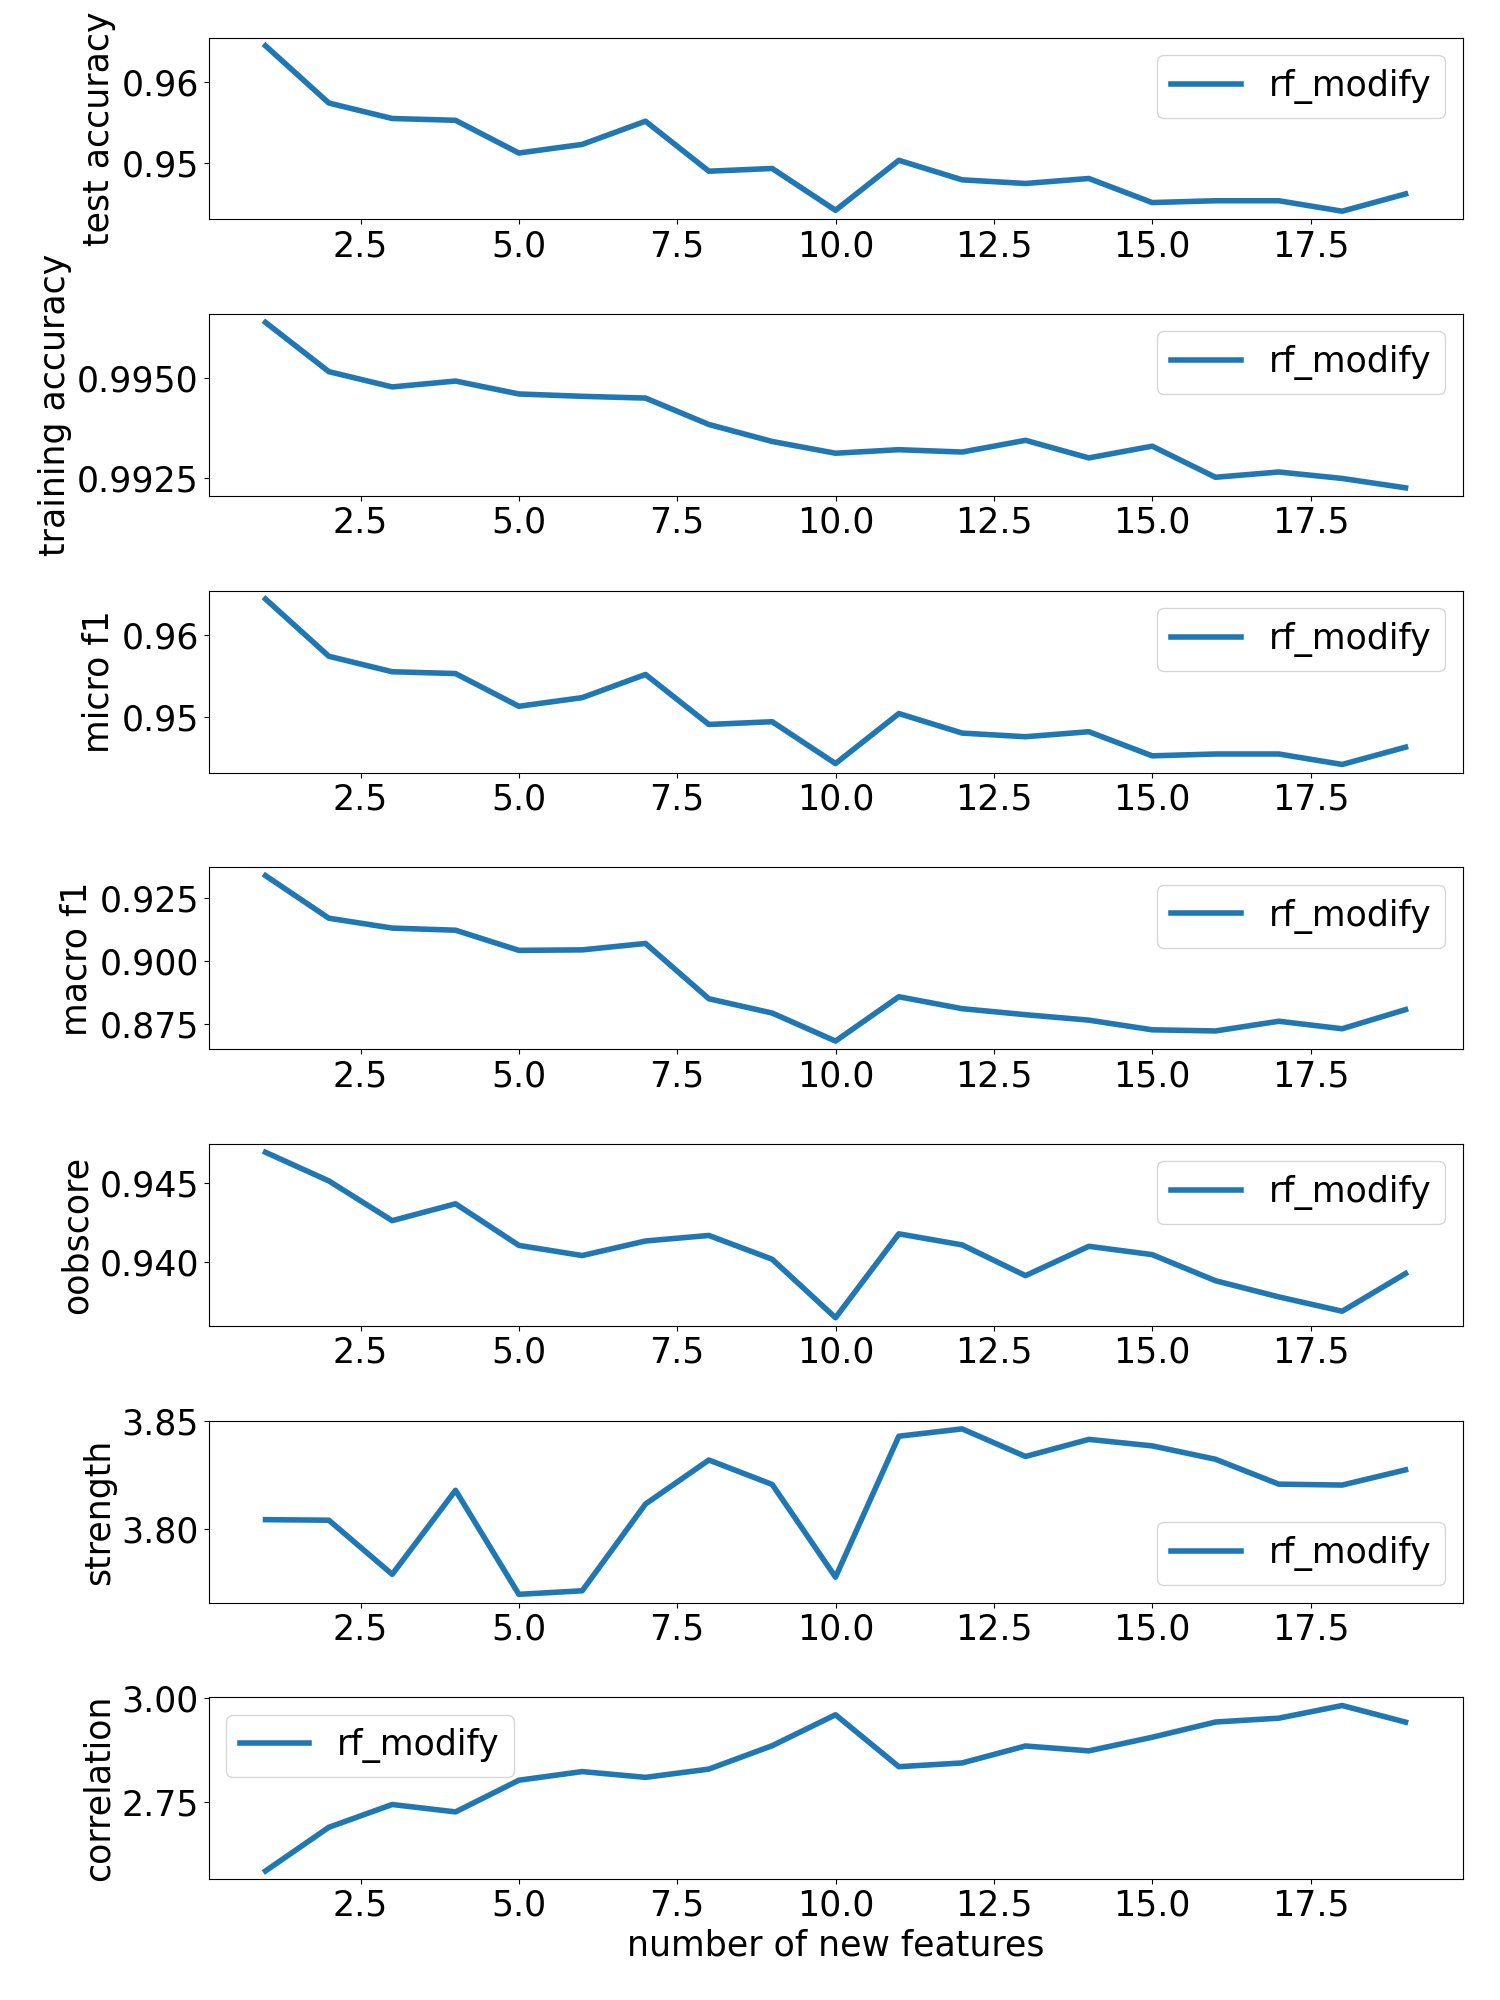 test accuracy
0.96
0.95
rf_modify
2.5 5.0 7.5 10.0 12.5 15.0 17.5
training accuracy
0.9950
0.9925
rf_modify
2.5 5.0 7.5 10.0 12.5 15.0 17.5
micro f1
0.96
0.95
rf_modify
2.5 5.0 7.5 10.0 12.5 15.0 17.5
macro f1
0.925
0.900
0.875
rf_modify
2.5 5.0 7.5 10.0 12.5 15.0 17.5
oobscore
0.945
0.940
rf_modify
2.5 5.0 7.5 10.0 12.5 15.0 17.5
strength
3.85
3.80
rf_modify
2.5 5.0 7.5 10.0 12.5 15.0 17.5
correlation
3.00
2.75
rf_modify
2.5 5.0 7.5 10.0 12.5 15.0 17.5
number of new features